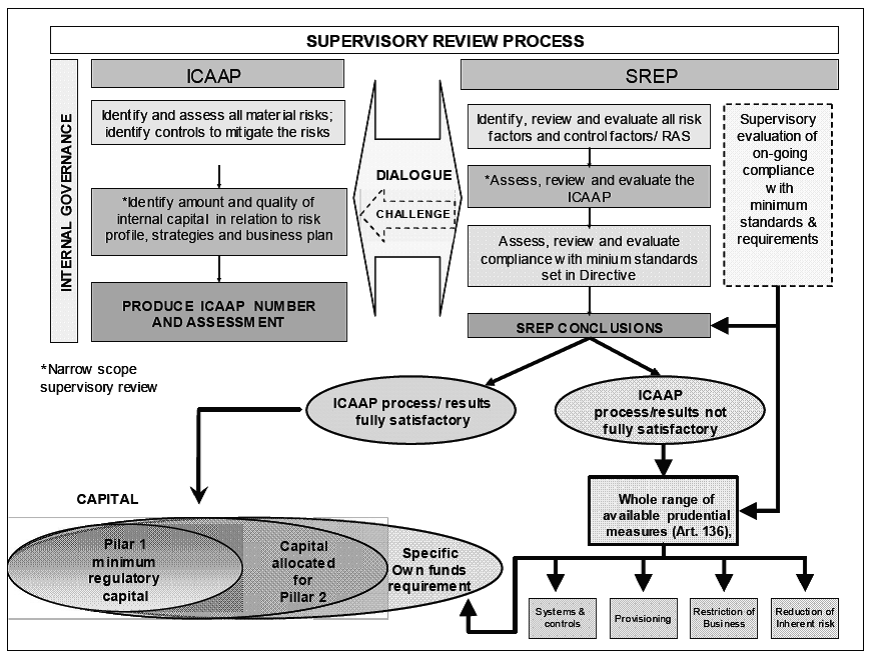 SUPERVISORY REVIEW PROCESS
INTERNAL GOVERNANCE
ICAAP
Identify and assess all material risks;
identify controls to mitigate the risks
*Identify amount and quality of
internal capital in relation to risk
profile, strategies and business plan
PRODUCE ICAAP NUMBER
AND ASSESSMENT
*Narrow scope
supervisory review
DIALOGUE
CHALLENGE
SREP
Identify, review and evaluate all risk
factors and control factors/ RAS
*Assess, review and evaluate the
ICAAP
Assess, review and evaluate
compliance with minium standards
set in Directive
SREP CONCLUSIONS
Supervisory
evaluation of
on-going
compliance
with
minimum
standards &
requirements
ICAAP process/ results
fully satisfactory
ICAAP
process/results not
fully satisfactory
CAPITAL
Pilar 1
minimum
regulatory
capital
Capital
allocated
for
Pillar 2
Specific
Own funds
requirement
Whole range of
available prudential
measures (Art. 136),
Systems &
controls
Provisioning
Restriction of
Business
Reduction of
Inherent risk